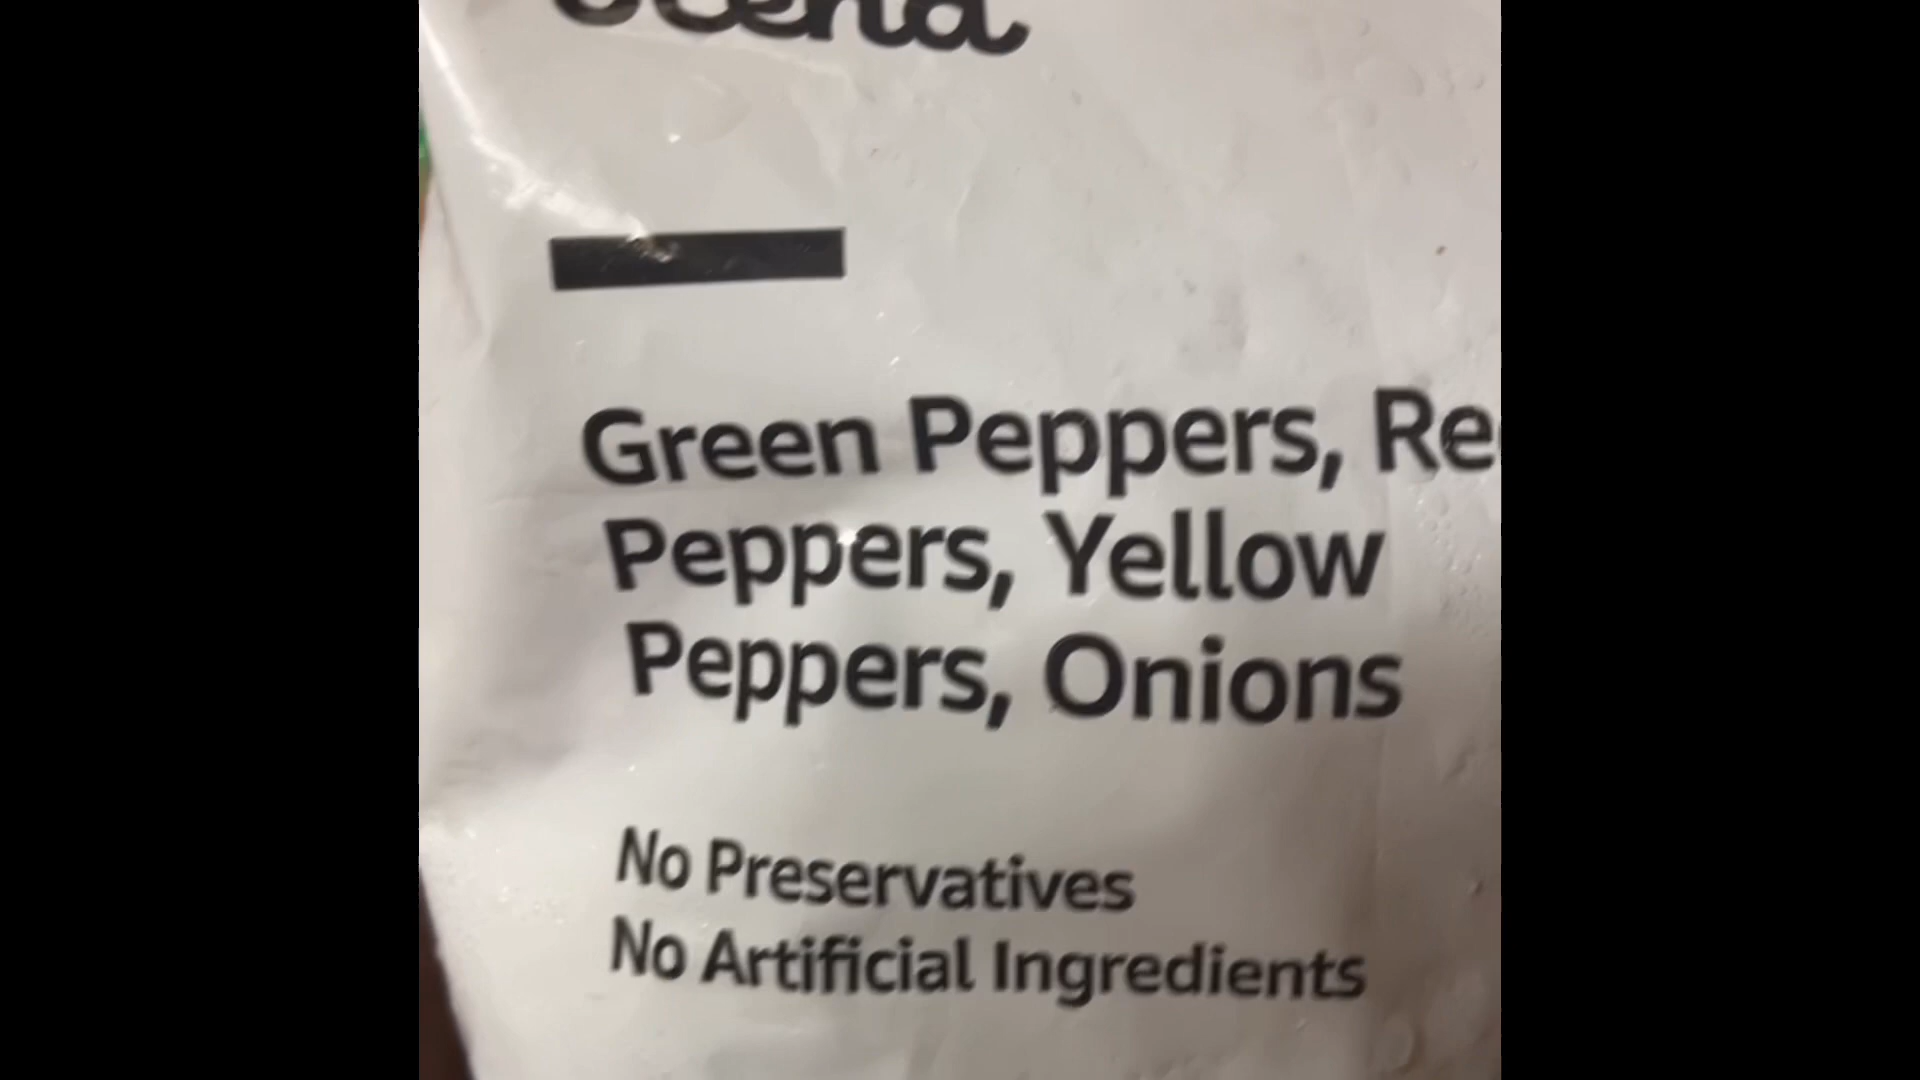 Green Peppers, Re
Peppers, Yellow
Peppers, Onions
No Preservatives
No Artificial Ingredients